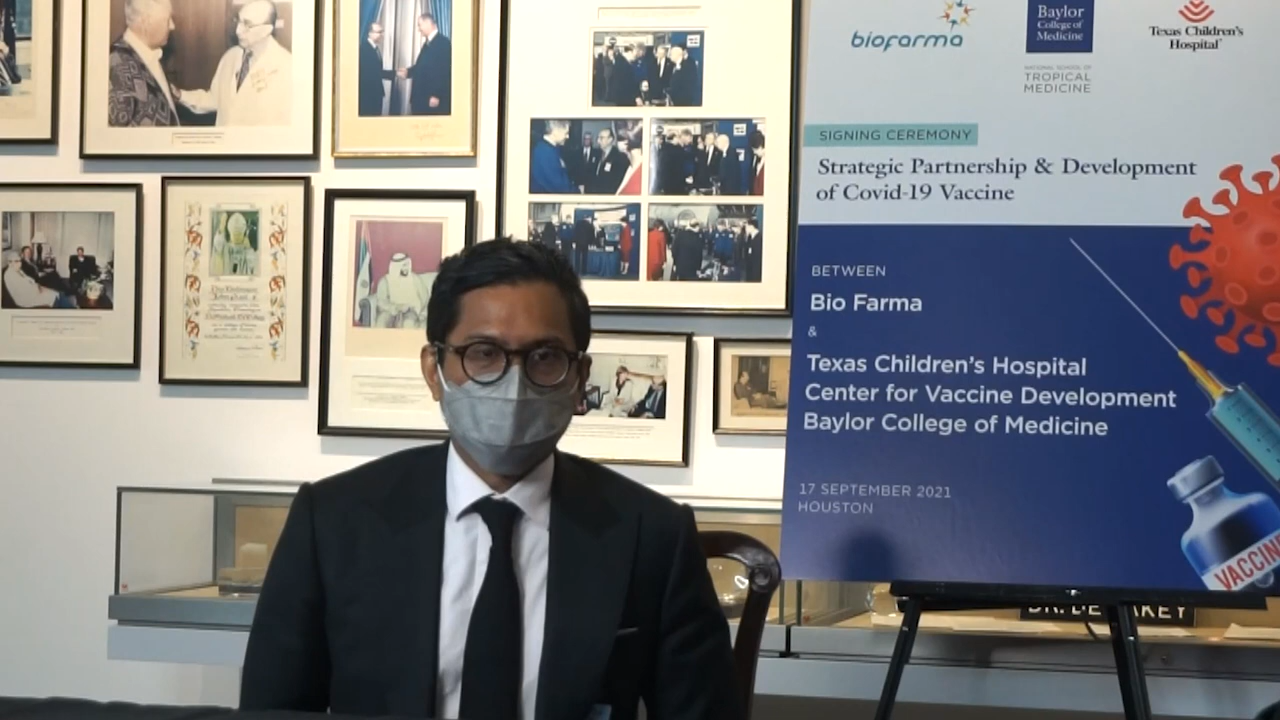 biofarma
Baylor
College of
Medicine
Texas Children's
Hospital
NATIONAL SCHOOL OF
TROPICAL
MEDICINE
SIGNING CEREMONY
Strategic Partnership & Development
of Covid-19 Vaccine
BETWEEN
Bio Farma
&
Texas Children's Hospital
Center for Vaccine Development
Baylor College of Medicine
17 SEPTEMBER 2021
HOUSTON
VACCINE